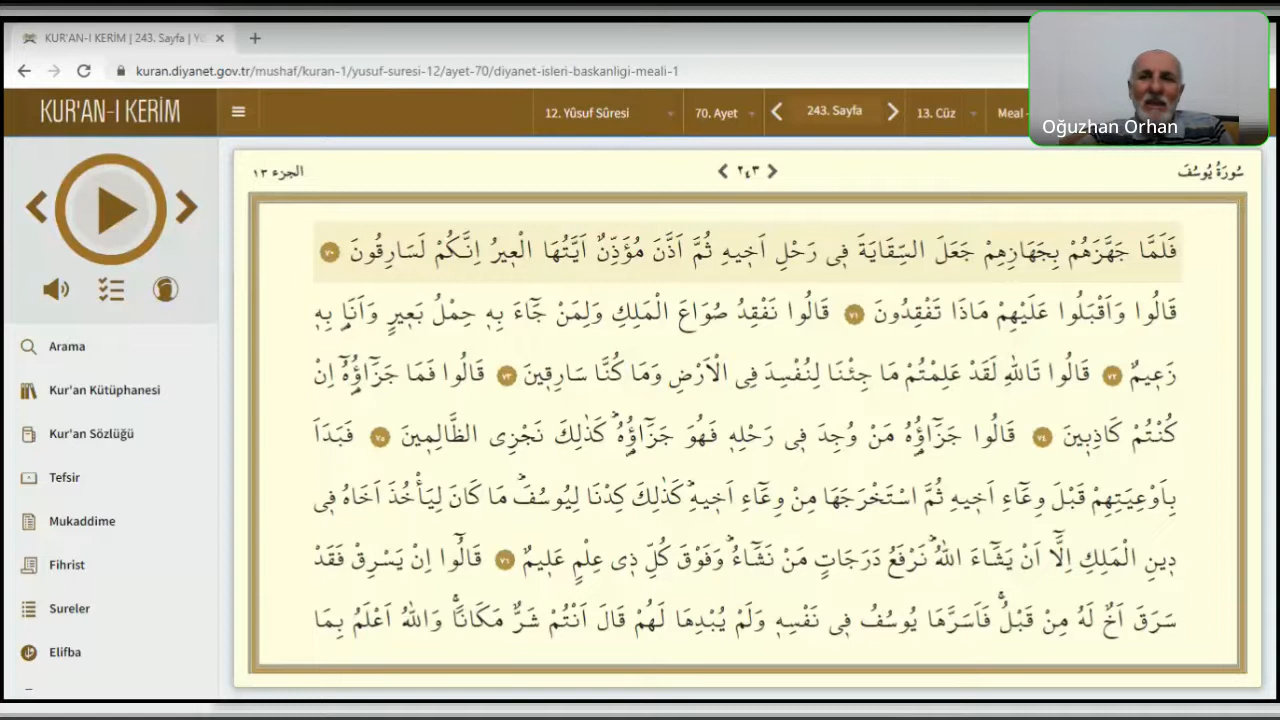 KUR'AN-I KERİM | 243. Sayfa | Yû
kuran.diyanet.gov.tr/mushaf/kuran-1/yusuf-suresi-12/ayet-70/diyanet-isleri-baskanligi-meali-1
Oğuzhan Orhan
KUR'AN-I KERİM
12. Yûsuf Sûresi
70. Ayet
243. Sayfa
13. Cüz
Meal -
Arama
Kur'an Kütüphanesi
Kur'an Sözlüğü
Tefsir
Mukaddime
Fihrist
Sureler
Elifba
سُورَةُ يُوسُفَ
٢٤٣
الجزء ١٣
فَلَمَّا جَهَّزَهُمْ بِجَهَازِهِمْ جَعَلَ السِّقَايَةَ ف۪ي رَحْلِ اَخ۪يهِ ثُمَّ اَذَّنَ مُؤَذِّنٌ اَيَّتُهَا الْع۪يرُ اِنَّكُمْ لَسَارِقُونَ ٧٠
قَالُوا وَاَقْبَلُوا عَلَيْهِمْ مَاذَا تَفْقِدُونَ ٧١ قَالُوا نَفْقِدُ صُوَاعَ الْمَلِكِ وَلِمَنْ جَٓاءَ بِه۪ حِمْلُ بَع۪يرٍ وَاَنَا۬ بِه۪
زَع۪يمٌ ٧٢ قَالُوا تَاللّٰهِ لَقَدْ عَلِمْتُمْ مَا جِئْنَا لِنُفْسِدَ فِي الْاَرْضِ وَمَا كُنَّا سَارِق۪ينَ ٧٣ قَالُوا فَمَا جَزَٓاؤُ۬هُٓ اِنْ
كُنْتُمْ كَاذِب۪ينَ ٧٤ قَالُوا جَزَٓاؤُ۬هُ مَنْ وُجِدَ ف۪ي رَحْلِه۪ فَهُوَ جَزَٓاؤُ۬هُۜ كَذٰلِكَ نَجْزِي الظَّالِم۪ينَ ٧٥ فَبَدَاَ
بِاَوْعِيَتِهِمْ قَبْلَ وِعَٓاءِ اَخ۪يهِ ثُمَّ اسْتَخْرَجَهَا مِنْ وِعَٓاءِ اَخ۪يهِۜ كَذٰلِكَ كِدْنَا لِيُوسُفَۜ مَا كَانَ لِيَأْخُذَ اَخَاهُ ف۪ي
د۪ينِ الْمَلِكِ اِلَّٓا اَنْ يَشَٓاءَ اللّٰهُۜ نَرْفَعُ دَرَجَاتٍ مَنْ نَشَٓاءُۜ وَفَوْقَ كُلِّ ذ۪ي عِلْمٍ عَل۪يمٌ ٧٦ قَالُٓوا اِنْ يَسْرِقْ فَقَدْ
سَرَقَ اَخٌ لَهُ مِنْ قَبْلُۚ فَاَسَرَّهَا يُوسُفُ ف۪ي نَفْسِه۪ وَلَمْ يُبْدِهَا لَهُمْ قَالَ اَنْتُمْ شَرٌّ مَكَانًاۚ وَاللّٰهُ اَعْلَمُ بِمَا